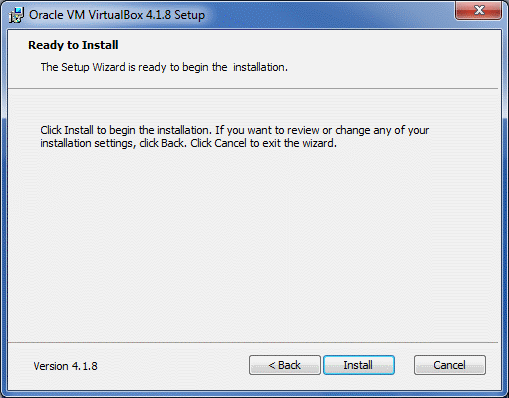 Oracle VM VirtualBox 4.1.8 Setup
Ready to Install
The Setup Wizard is ready to begin the  installation.
Click Install to begin the installation. If you want to review or change any of your
installation settings, click Back. Click Cancel to exit the wizard.
Version 4.1.8
< Back
Install
Cancel